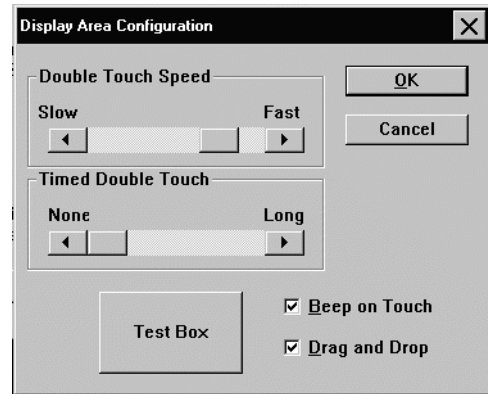 Display Area Configuration
Double Touch Speed
Slow Fast
OK
Cancel
Timed Double Touch
None Long
Test Box
Beep on Touch
Drag and Drop